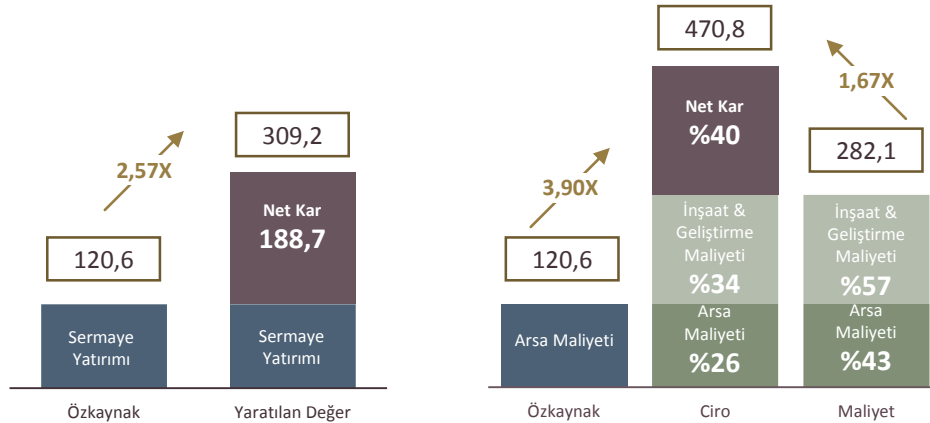 309,2
2,57X
Net Kar
188,7
120,6
Sermaye
Yatırımı
Sermaye
Yatırımı
Özkaynak
Yaratılan Değer
470,8
1,67X
Net Kar
%40
282,1
3,90X
120,6
İnşaat &
Geliştirme
Maliyeti
%34
İnşaat &
Geliştirme
Maliyeti
%57
Arsa Maliyeti
Arsa
Maliyeti
%26
Arsa
Maliyeti
%43
Özkaynak
Ciro
Maliyet